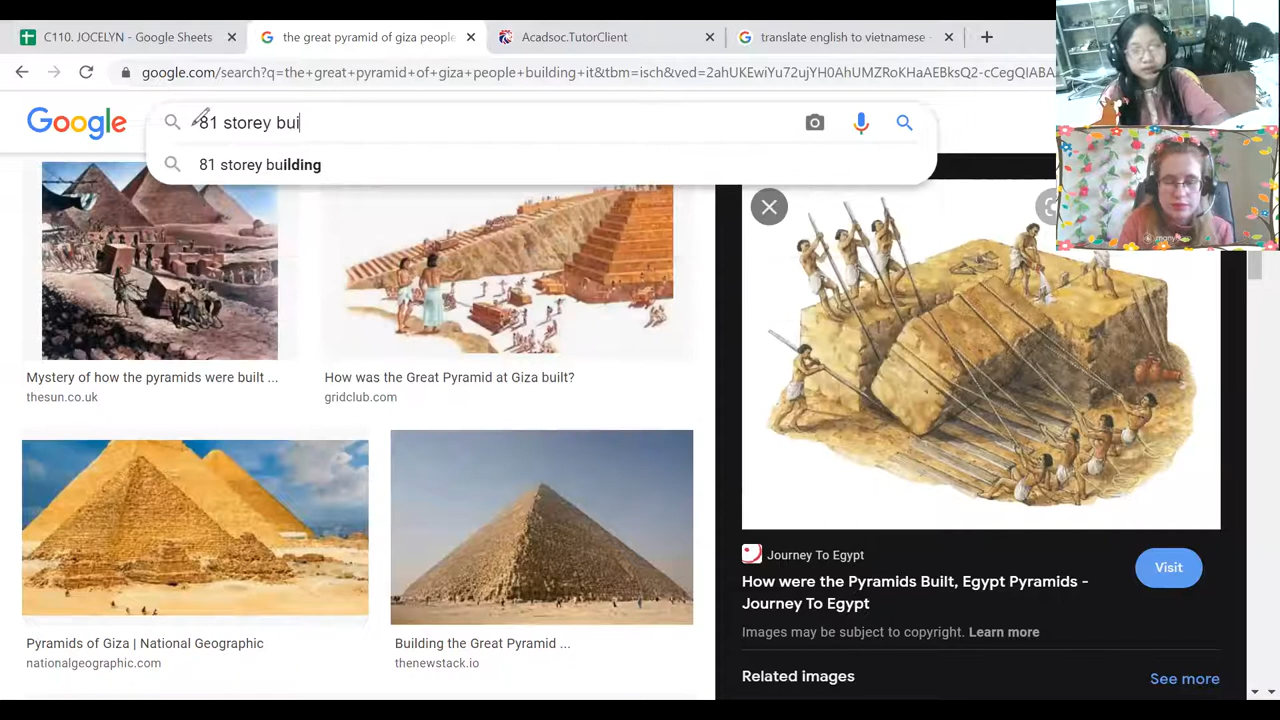 C110. JOCELYN - Google Sheets
the great pyramid of giza people
Acadsoc.TutorClient
translate english to vietnamese -
google.com/search?q=the+great+pyramid+of+giza+people+building+it&tbm=isch&ved=2ahUKEwiYu72ujYH0AhUMZRoKHaAEBksQ2-cCegQIABA
Google
81 storey bui
81 storey building
Mystery of how the pyramids were built ...
thesun.co.uk
How was the Great Pyramid at Giza built?
gridclub.com
Pyramids of Giza | National Geographic
nationalgeographic.com
Building the Great Pyramid ...
thenewstack.io
Journey To Egypt
How were the Pyramids Built, Egypt Pyramids -
Journey To Egypt
Visit
Images may be subject to copyright. Learn more
Related images
See more